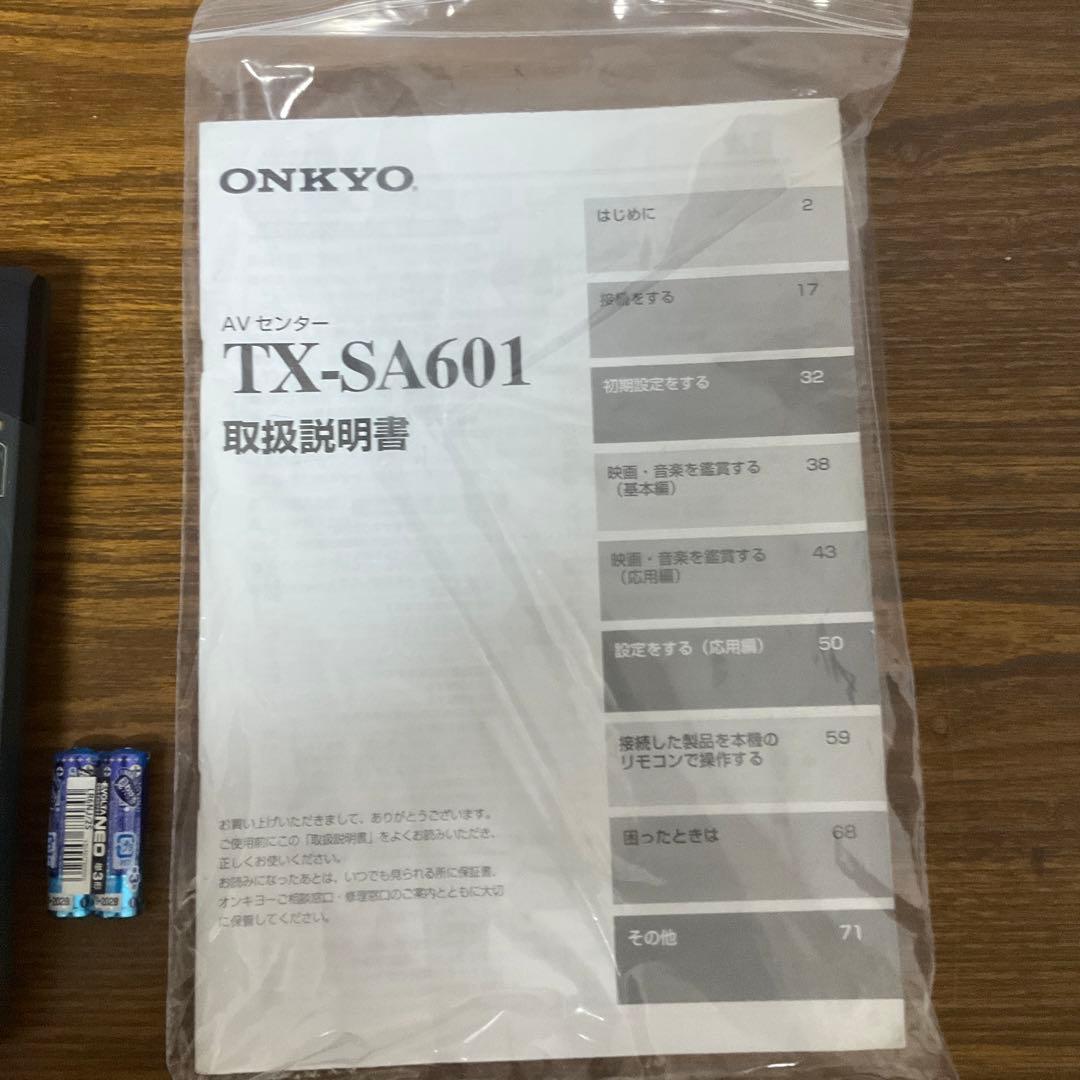 ONKYO
AV センター
TX-SA601
取扱説明書
はじめに 2
接続をする 17
初期設定をする 32
映画・音楽を鑑賞する 38
（基本編）
映画・音楽を鑑賞する 43
（応用編）
設定をする（応用編） 50
接続した製品を本機の 59
リモコンで操作する
困ったときは 68
その他 71
お買い上げいただきまして、ありがとうございます。
ご使用前にこの「取扱説明書」をよくお読みいただき、
正しくお使いください。
お読みになったあとは、いつでも見られる所に保証書、
オンキヨーご相談窓口・修理窓口のご案内とともに大切
に保管してください。
EVOLTA
NEO
単3形